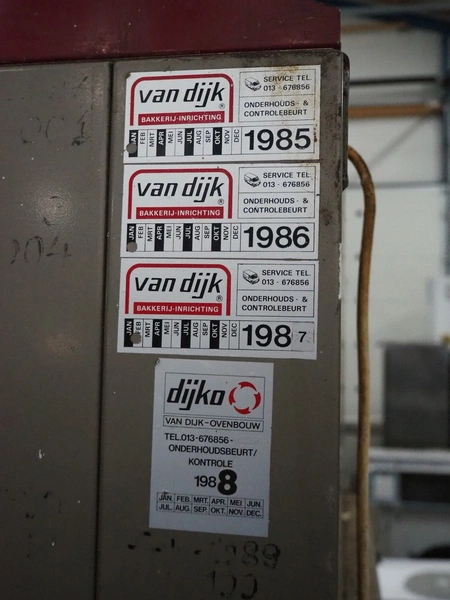 van dijk®
BAKKERIJ-INRICHTING
SERVICE TEL.
013 - 676856
ONDERHOUDS - &
CONTROLEBEURT
JAN FEB MRT APR MEI JUN JUL AUG SEP OKT NOV DEC 1985
van dijk®
BAKKERIJ-INRICHTING
SERVICE TEL.
013 - 676856
ONDERHOUDS - &
CONTROLEBEURT
JAN FEB MRT APR MEI JUN JUL AUG SEP OKT NOV DEC 1986
van dijk®
BAKKERIJ-INRICHTING
SERVICE TEL.
013 - 676856
ONDERHOUDS - &
CONTROLEBEURT
JAN FEB MRT APR MEI JUN JUL AUG SEP OKT NOV DEC 1987
dijko
VAN DIJK-OVENBOUW
TEL.013-676856-
ONDERHOUDSBEURT/
KONTROLE
1988
JAN. FEB. MRT. APR. MEI. JUN.
JUL. AUG. SEP. OKT. NOV. DEC.